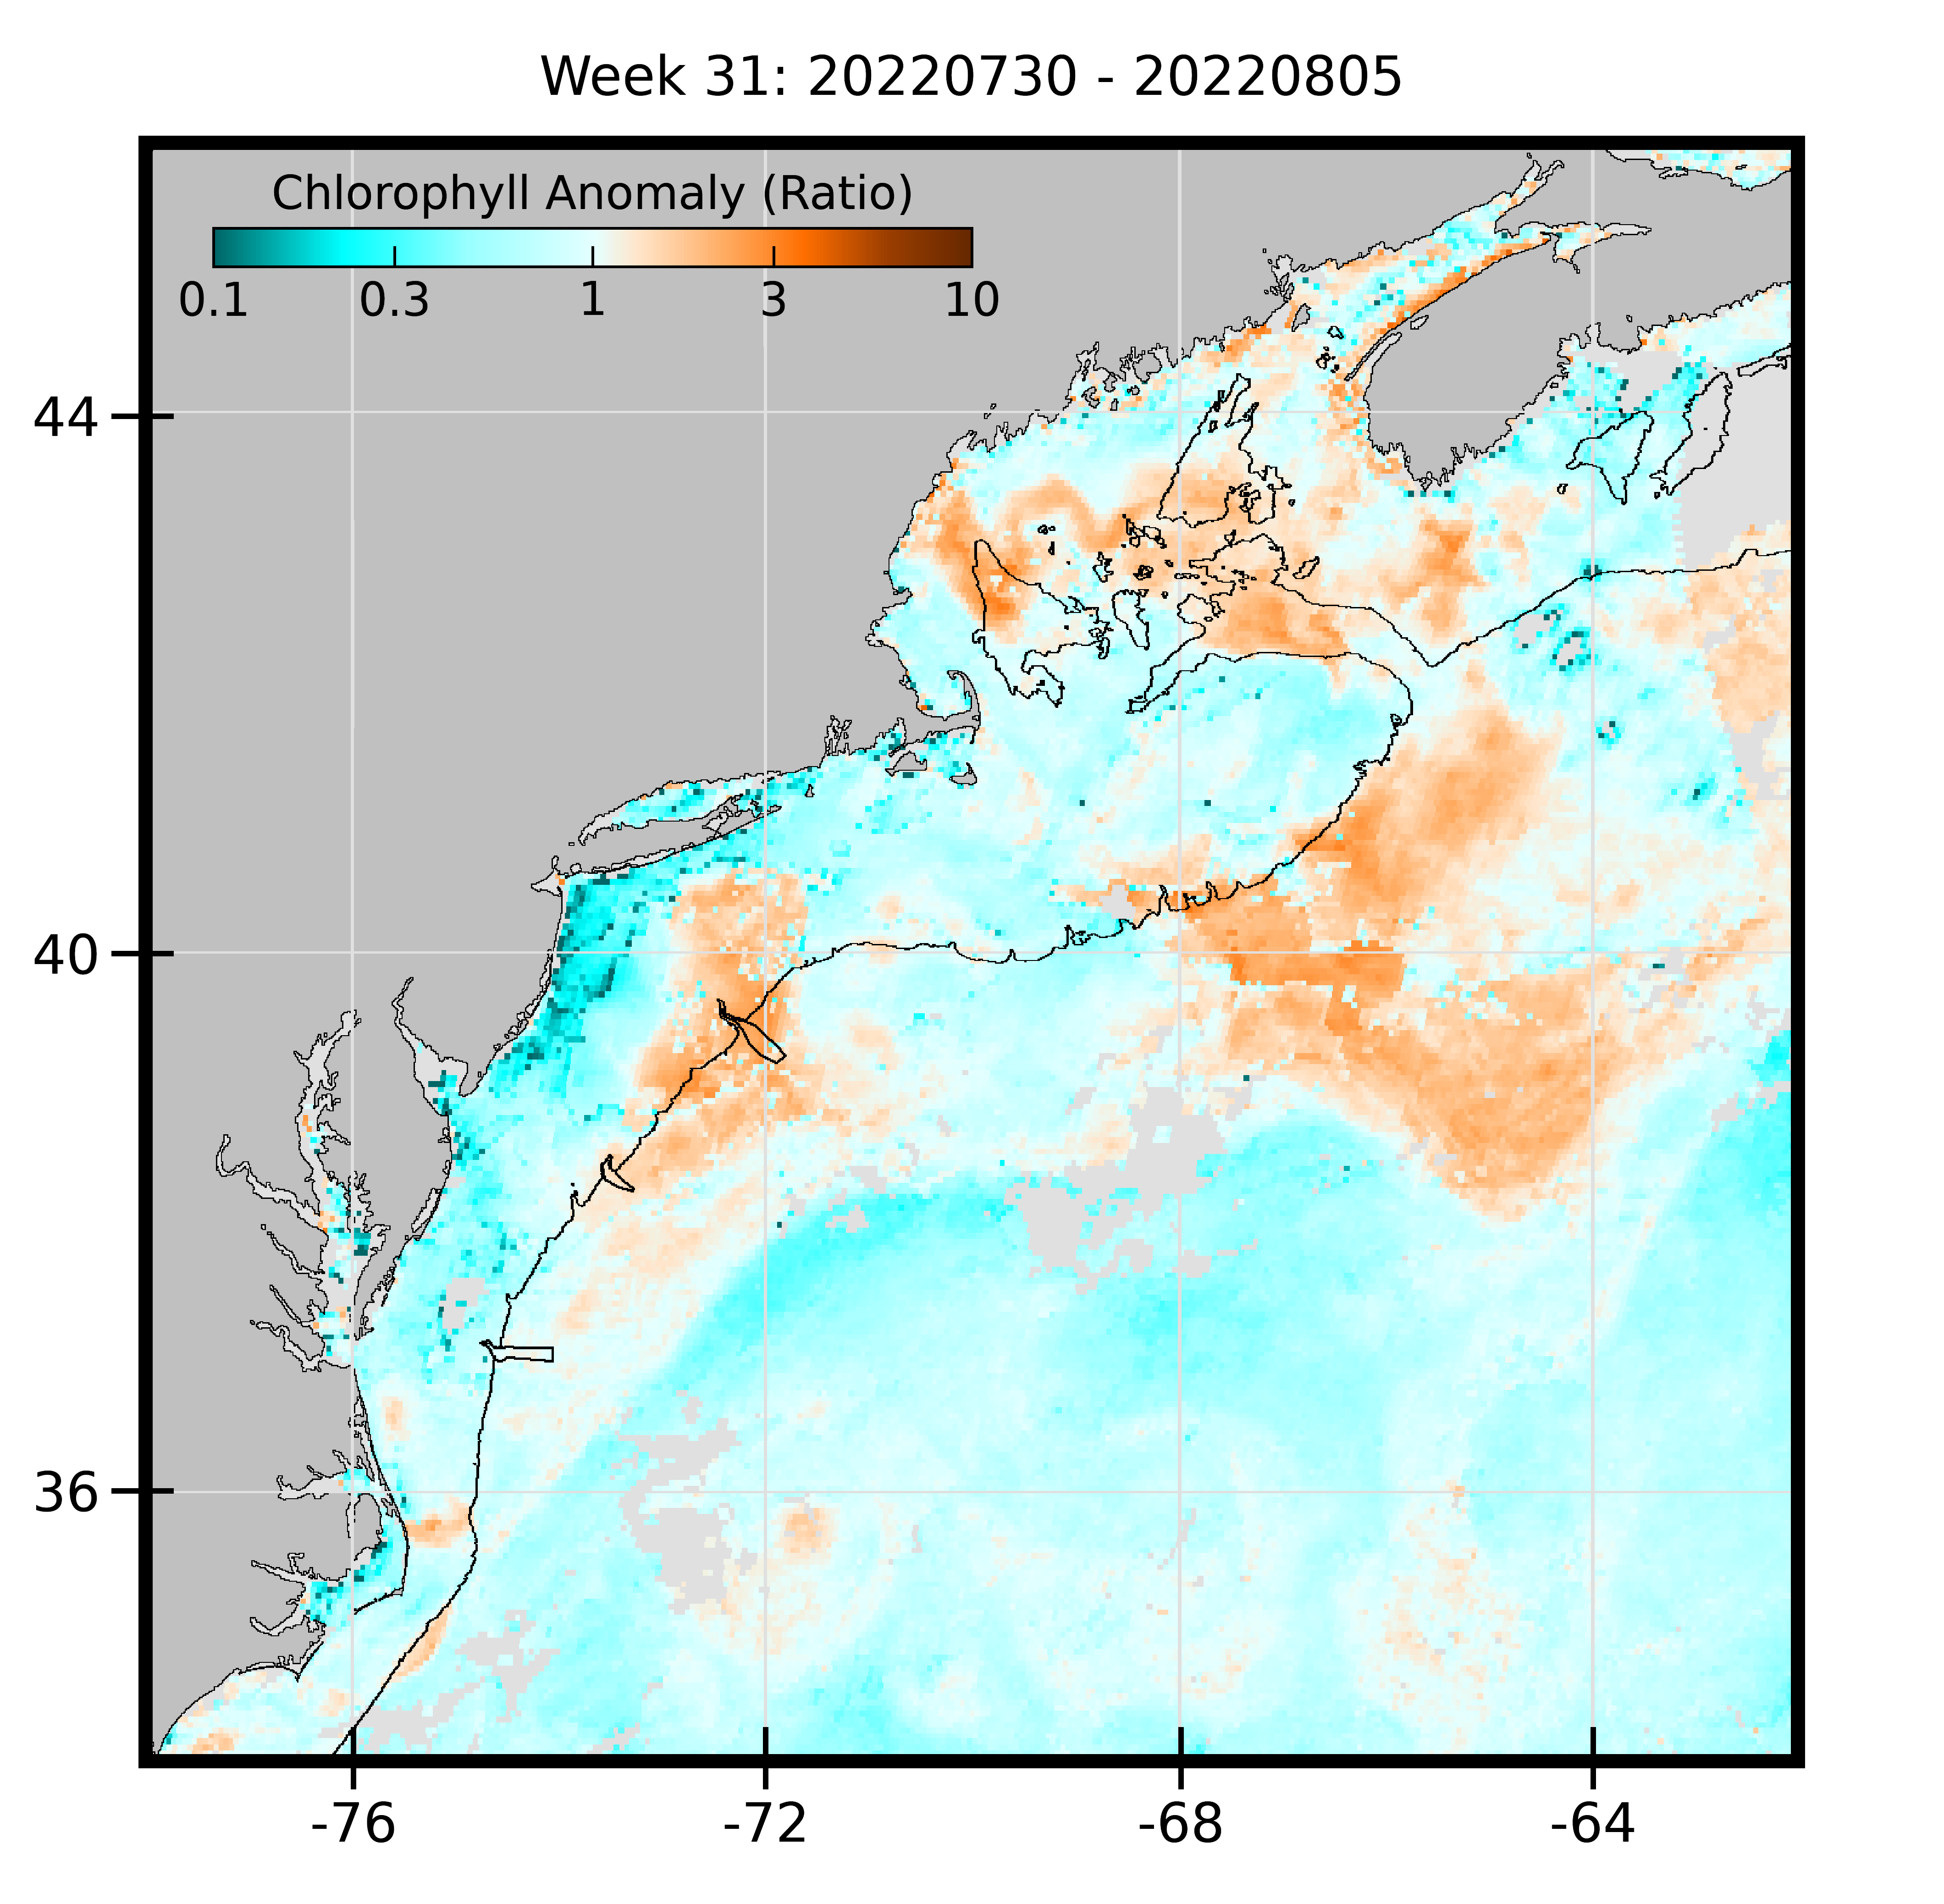 Week 31: 20220730 - 20220805
Chlorophyll Anomaly (Ratio)
0.1 0.3 1 3 10
44
40
36
-76 -72 -68 -64